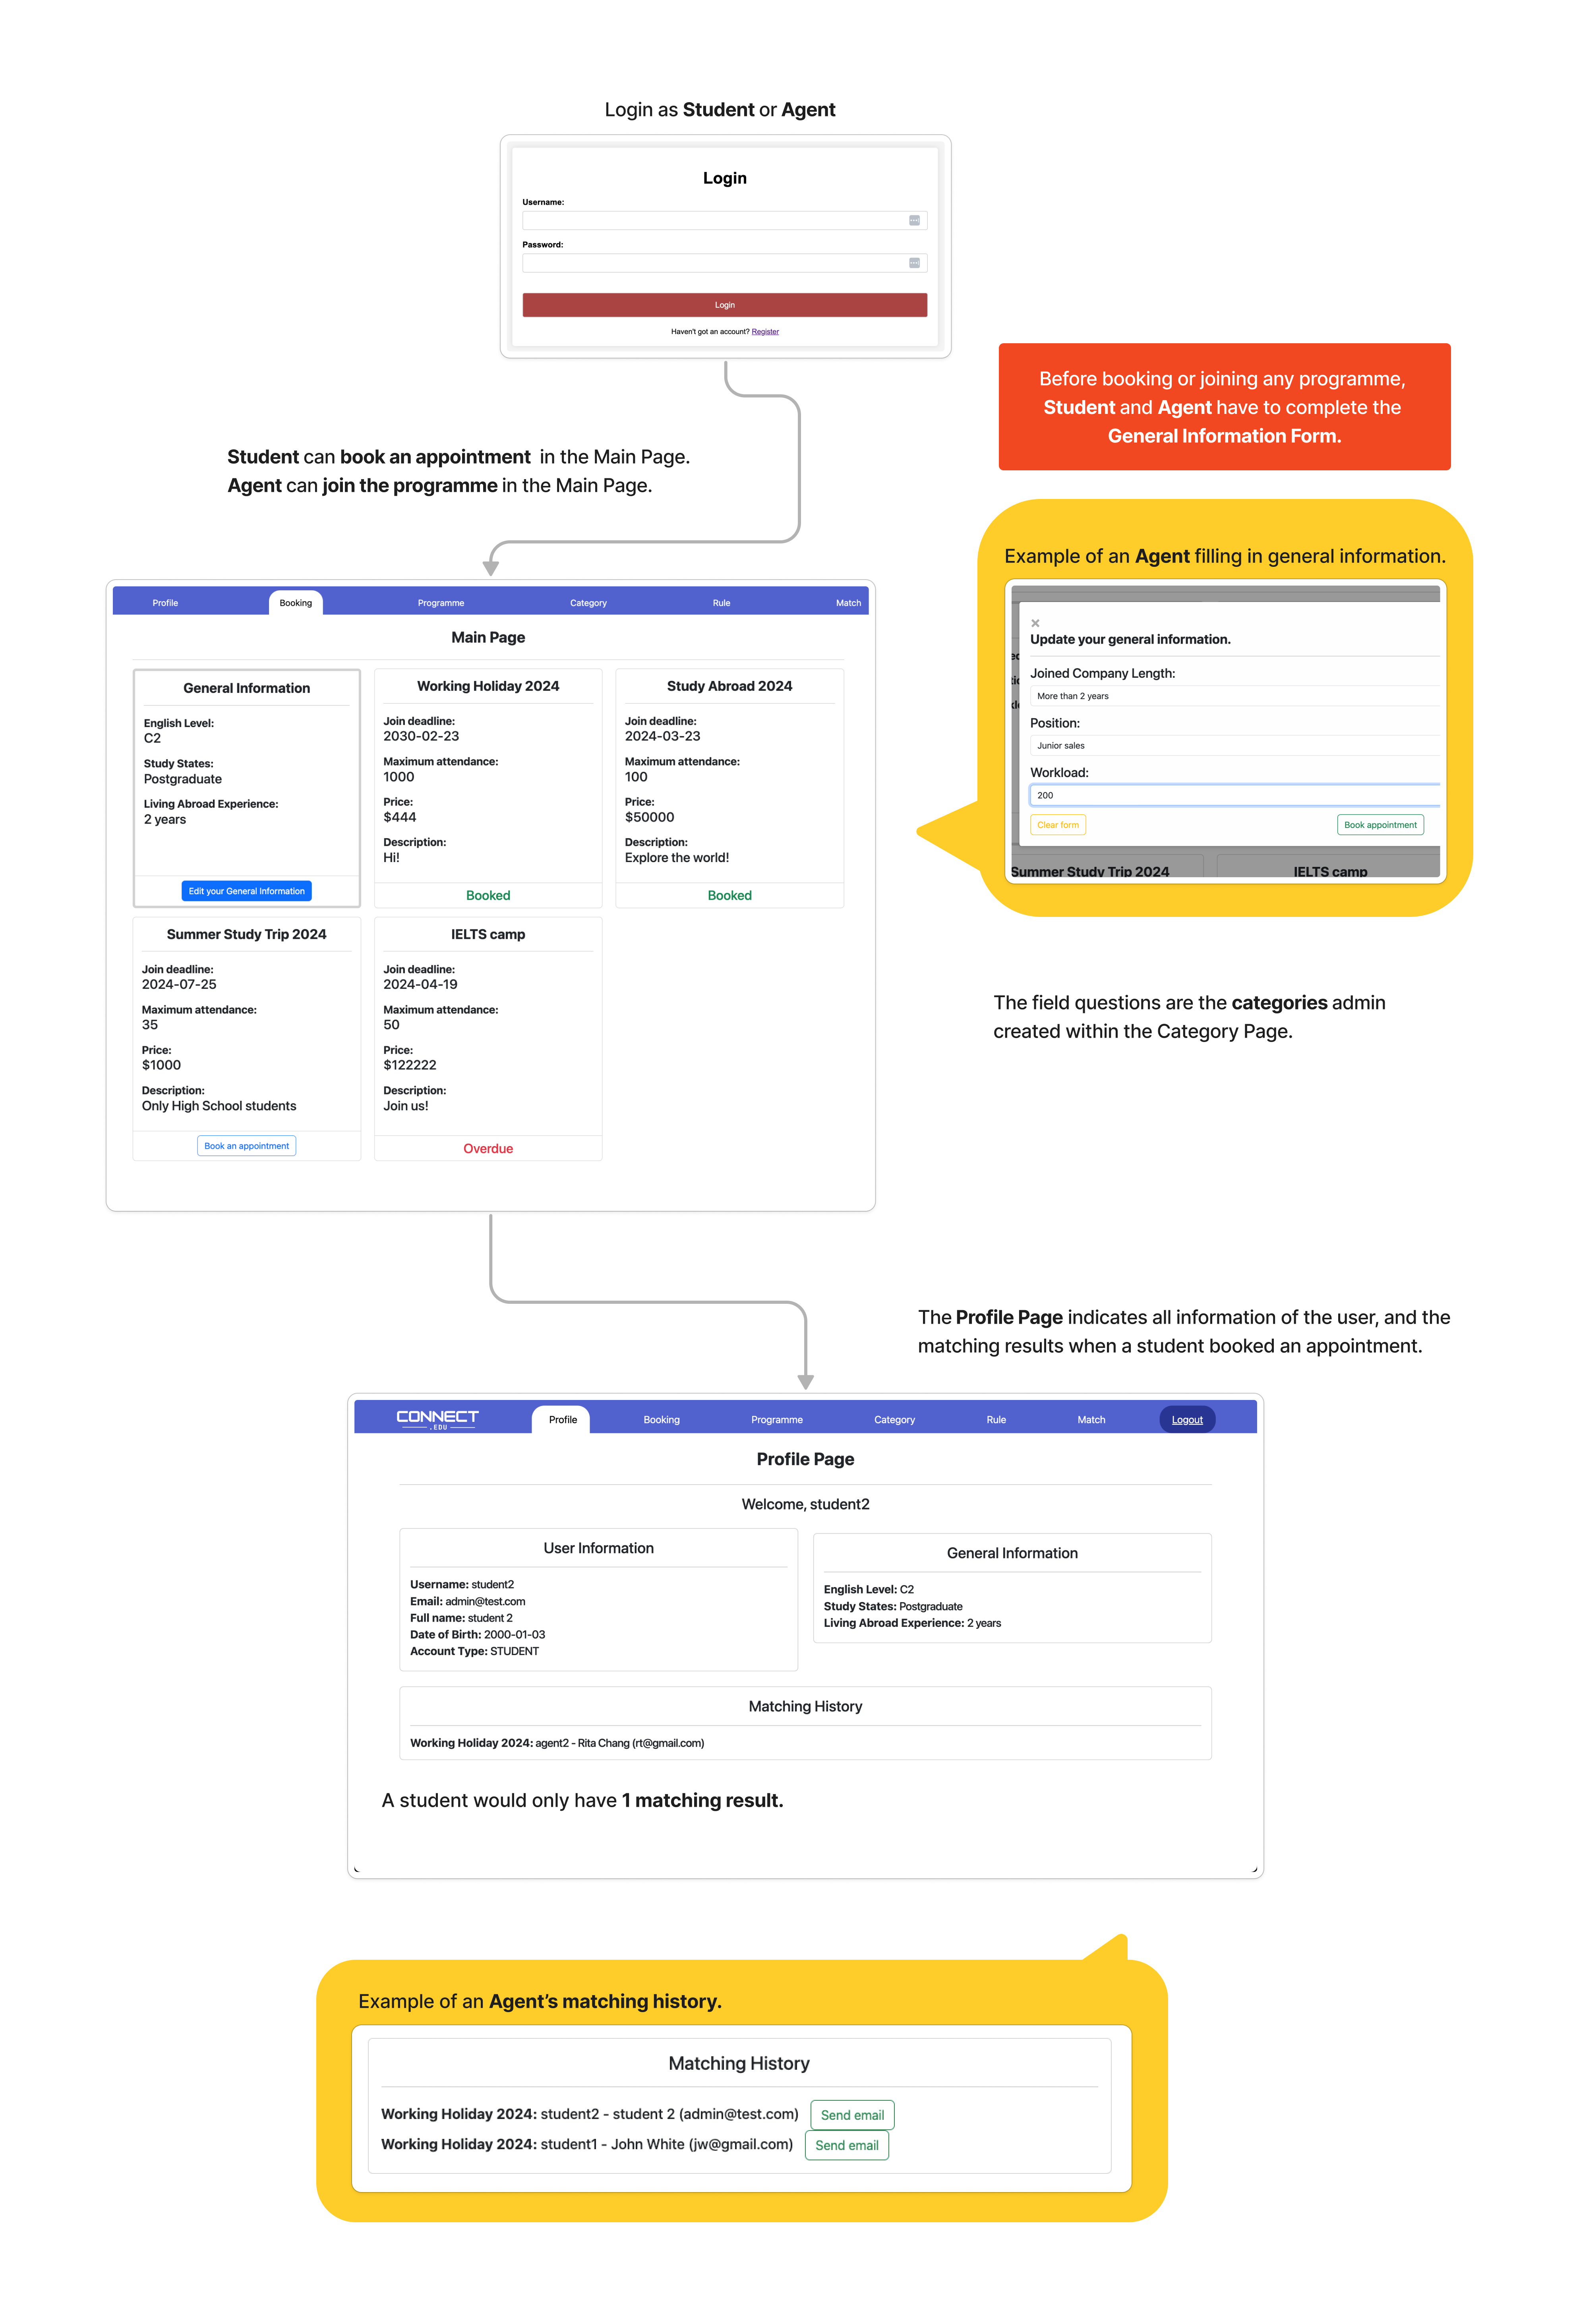 Login as Student or Agent
Login
Username:
Password:
Login
Haven't got an account? Register
Before booking or joining any programme,
Student and Agent have to complete the
General Information Form.
Student can book an appointment in the Main Page.
Agent can join the programme in the Main Page.
Example of an Agent filling in general information.
Update your general information.
Joined Company Length:
More than 2 years
Position:
Junior sales
Workload:
200
Clear form
Book appointment
Summer Study Trip 2024
IELTS camp
The field questions are the categories admin
created within the Category Page.
Profile Booking Programme Category Rule Match
Main Page
General Information
English Level:
C2
Study States:
Postgraduate
Living Abroad Experience:
2 years
Edit your General Information
Working Holiday 2024
Join deadline:
2030-02-23
Maximum attendance:
1000
Price:
$444
Description:
Hi!
Booked
Study Abroad 2024
Join deadline:
2024-03-23
Maximum attendance:
100
Price:
$50000
Description:
Explore the world!
Booked
Summer Study Trip 2024
Join deadline:
2024-07-25
Maximum attendance:
35
Price:
$1000
Description:
Only High School students
Book an appointment
IELTS camp
Join deadline:
2024-04-19
Maximum attendance:
50
Price:
$122222
Description:
Join us!
Overdue
The Profile Page indicates all information of the user, and the
matching results when a student booked an appointment.
CONNECT
.EDU
Profile Booking Programme Category Rule Match Logout
Profile Page
Welcome, student2
User Information
Username: student2
Email: admin@test.com
Full name: student 2
Date of Birth: 2000-01-03
Account Type: STUDENT
General Information
English Level: C2
Study States: Postgraduate
Living Abroad Experience: 2 years
Matching History
Working Holiday 2024: agent2 - Rita Chang (rt@gmail.com)
A student would only have 1 matching result.
Example of an Agent’s matching history.
Matching History
Working Holiday 2024: student2 - student 2 (admin@test.com) Send email
Working Holiday 2024: student1 - John White (jw@gmail.com) Send email